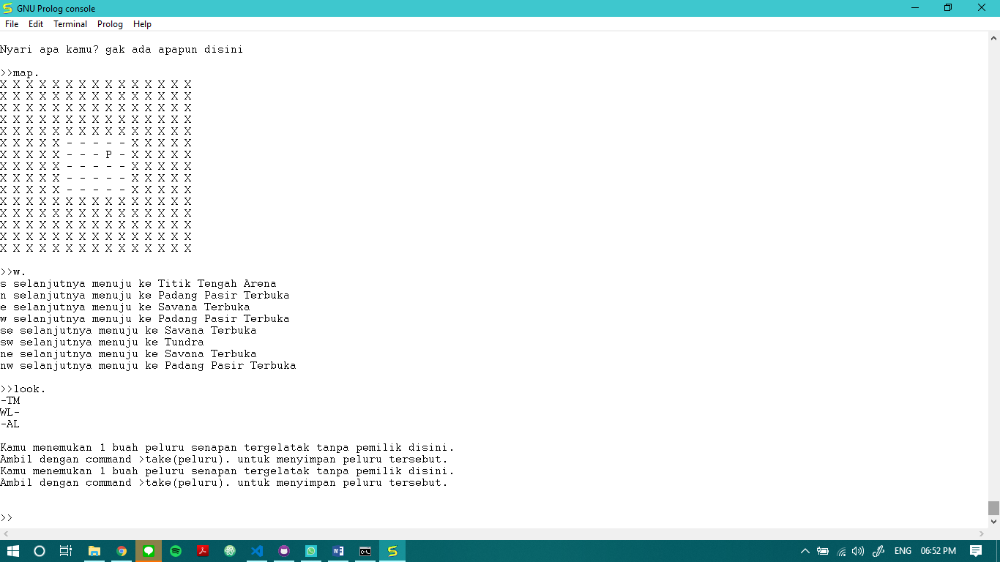 GNU Prolog console
File Edit Terminal Prolog Help
Nyari apa kamu? gak ada apapun disini
>>map.
X X X X X X X X X X X X X X X
X X X X X X X X X X X X X X X
X X X X X X X X X X X X X X X
X X X X X X X X X X X X X X X
X X X X X X X X X X X X X X X
X X X X X - - - - - X X X X X
X X X X X - - - P - X X X X X
X X X X X - - - - - X X X X X
X X X X X - - - - - X X X X X
X X X X X - - - - - X X X X X
X X X X X X X X X X X X X X X
X X X X X X X X X X X X X X X
X X X X X X X X X X X X X X X
X X X X X X X X X X X X X X X
X X X X X X X X X X X X X X X
>>w.
s selanjutnya menuju ke Titik Tengah Arena
n selanjutnya menuju ke Padang Pasir Terbuka
e selanjutnya menuju ke Savana Terbuka
w selanjutnya menuju ke Padang Pasir Terbuka
se selanjutnya menuju ke Savana Terbuka
sw selanjutnya menuju ke Tundra
ne selanjutnya menuju ke Savana Terbuka
nw selanjutnya menuju ke Padang Pasir Terbuka
>>look.
-TM
WL-
-AL
Kamu menemukan 1 buah peluru senapan tergelatak tanpa pemilik disini.
Ambil dengan command >take(peluru). untuk menyimpan peluru tersebut.
Kamu menemukan 1 buah peluru senapan tergelatak tanpa pemilik disini.
Ambil dengan command >take(peluru). untuk menyimpan peluru tersebut.
>>
ENG 06:52 PM